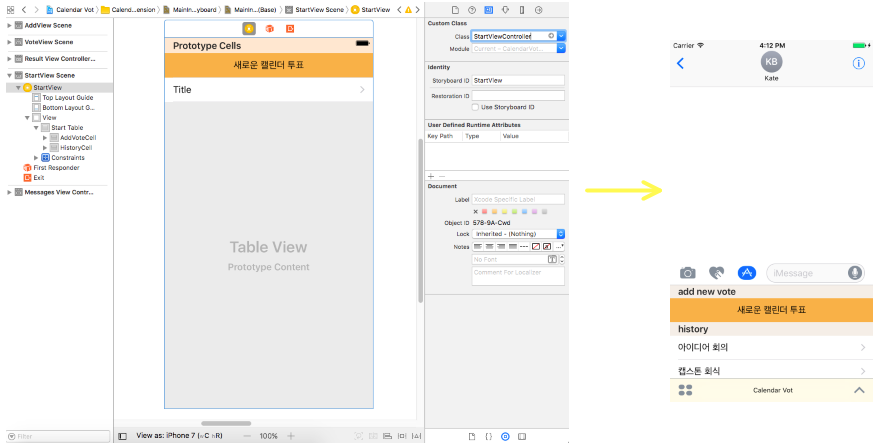 Calendar Vot
Calend...ension
MainIn...yboard
MainIn...(Base)
StartView Scene
StartView
AddView Scene
VoteView Scene
Result View Controller...
StartView Scene
StartView
Top Layout Guide
Bottom Layout G...
View
Start Table
AddVoteCell
HistoryCell
Constraints
First Responder
Exit
Messages View Contr...
Filter
Prototype Cells
새로운 캘린더 투표
Title
Table View
Prototype Content
View as: iPhone 7 (wC hR)
100%
Custom Class
Class
StartViewController
Module
Current - CalendarVot...
Identity
Storyboard ID
StartView
Restoration ID
Use Storyboard ID
User Defined Runtime Attributes
Key Path
Type
Value
Document
Label
Xcode Specific Label
Object ID
578-9A-Cwd
Lock
Inherited - (Nothing)
Notes
No Font
Comment For Localizer
Carrier
4:12 PM
KB
Kate
iMessage
add new vote
새로운 캘린더 투표
history
아이디어 회의
캡스톤 회식
Calendar Vot